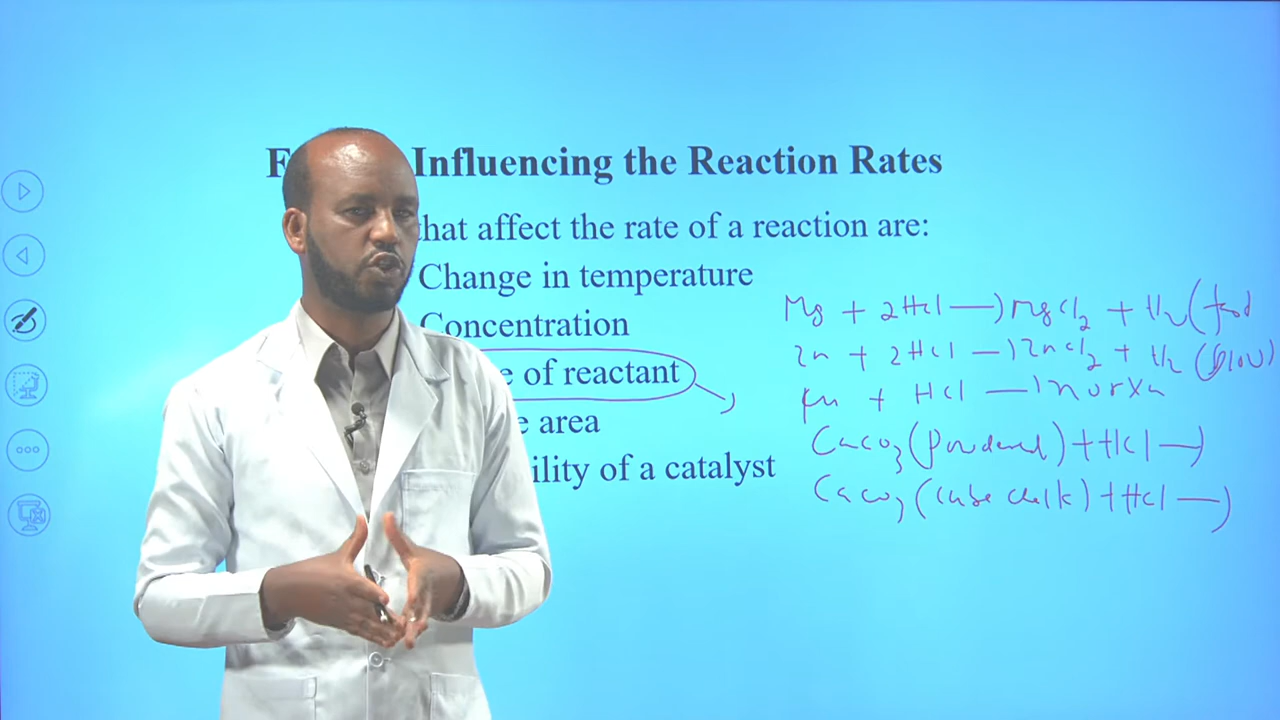 F Influencing the Reaction Rates
hat affect the rate of a reaction are:
Change in temperature
Concentration
e of reactant
e area
ility of a catalyst
Mg + 2HCl —) MgCl2 + H2 (
Zn + 2HCl —) ZnCl2 + H2 (
+ HCl —) no rxn
CaCO3 (powdered) + HCl —)
CaCO3 (cube chalk) + HCl —)